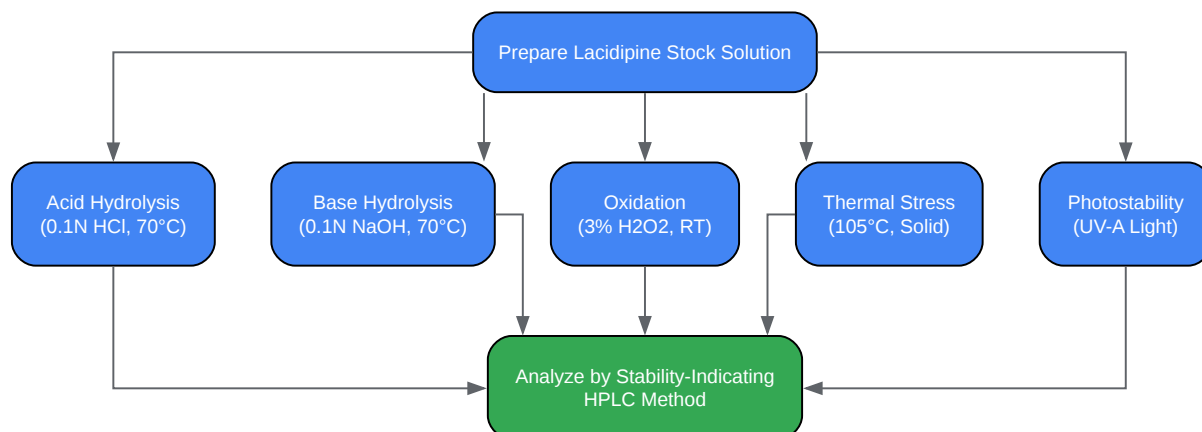 Prepare Lacidipine Stock Solution
Acid Hydrolysis
(0.1N HCl, 70°C)
Base Hydrolysis
(0.1N NaOH, 70°C)
Oxidation
(3% H2O2, RT)
Thermal Stress
(105°C, Solid)
Photostability
(UV-A Light)
Analyze by Stability-Indicating
HPLC Method